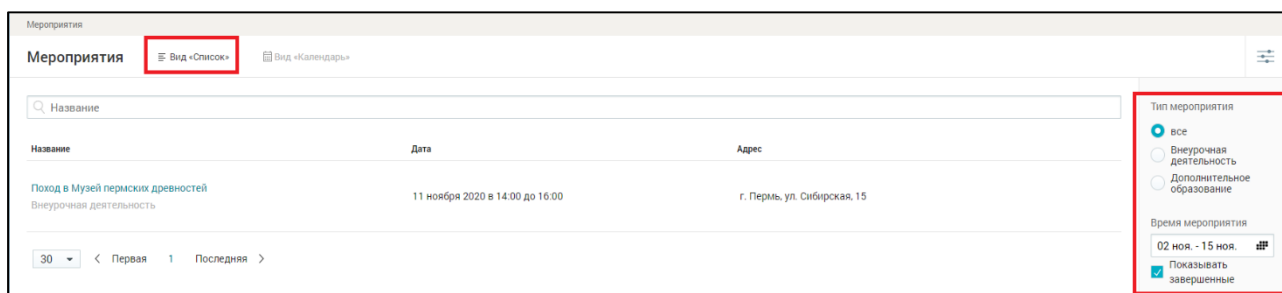 Мероприятия
Мероприятия Вид «Список» Вид «Календарь»
Название
Название Дата Адрес
Поход в Музей пермских древностей 11 ноября 2020 в 14:00 до 16:00 г. Пермь, ул. Сибирская, 15
Внеурочная деятельность
30 Первая 1 Последняя
Тип мероприятия
все
Внеурочная
деятельность
Дополнительное
образование
Время мероприятия
02 ноя. - 15 ноя.
Показывать
завершенные